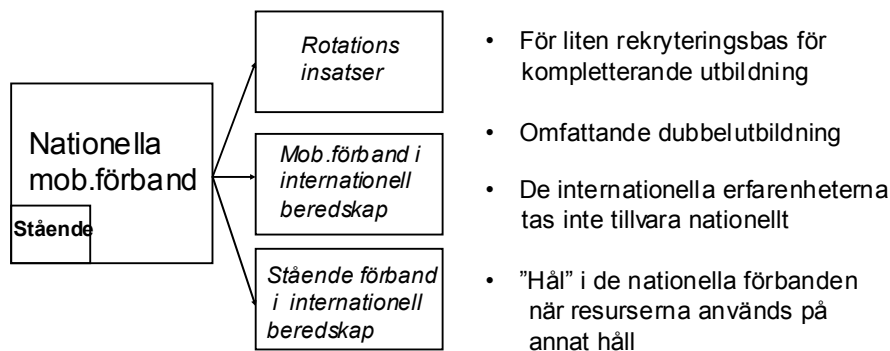 Nationella
mob.förband
Stående
Rotations
insatser
Mob.förband i
internationell
beredskap
Stående förband
i internationell
beredskap
• För liten rekryteringsbas för
kompletterande utbildning
• Omfattande dubbelutbildning
• De internationella erfarenheterna
tas inte tillvara nationellt
• ”Hål” i de nationella förbanden
när resurserna används på
annat håll